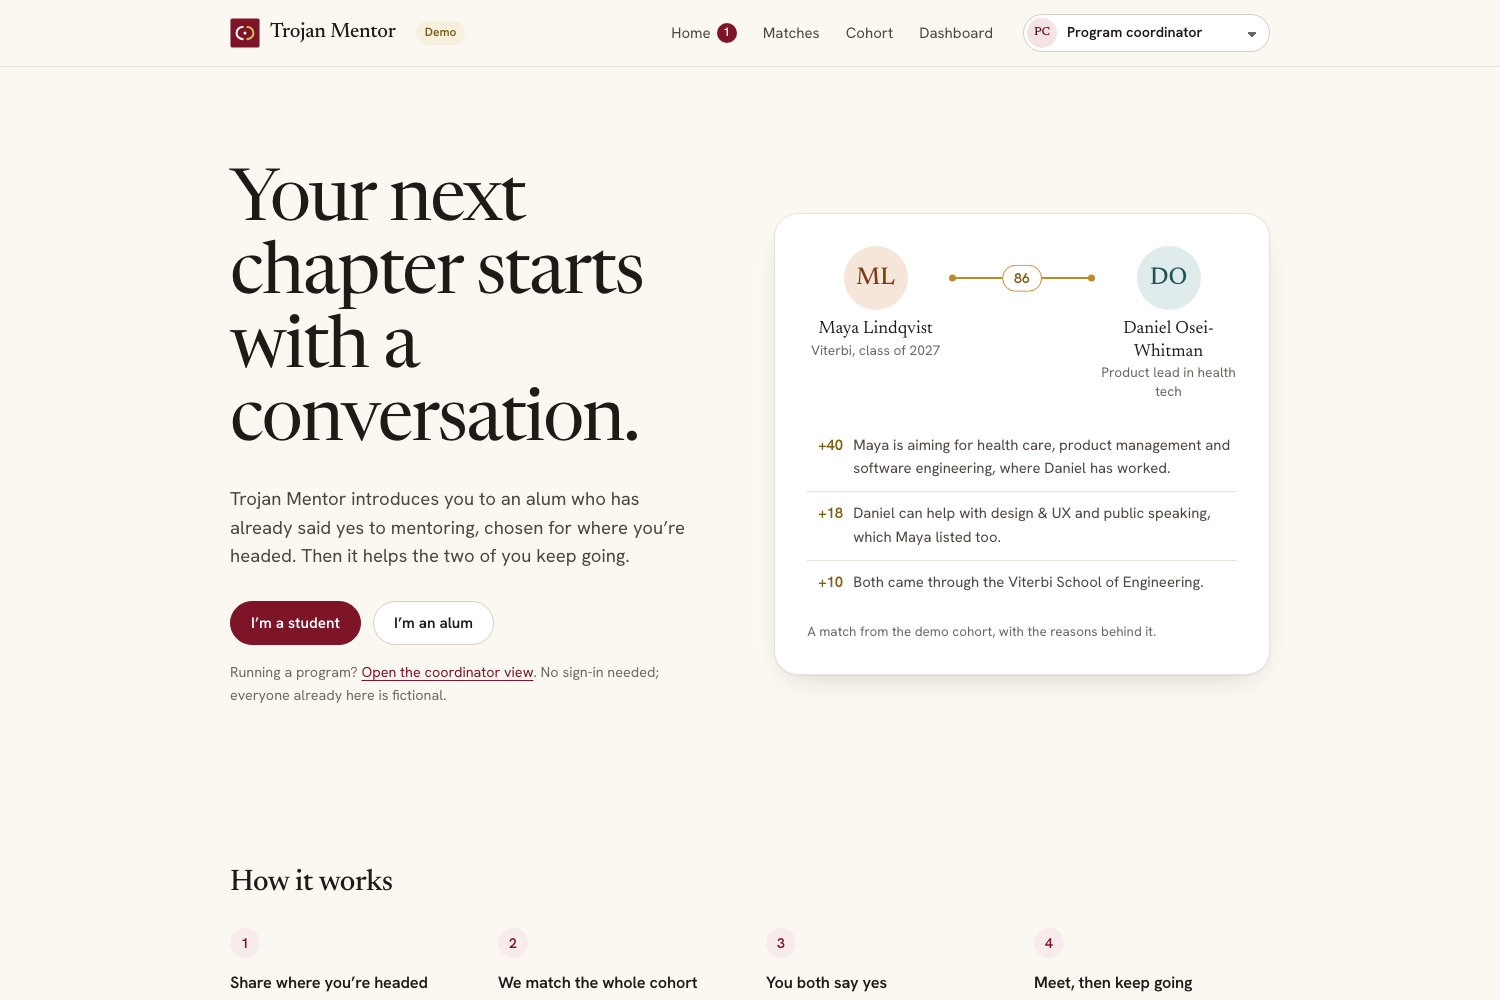 Trojan Mentor
Demo
Home 1
Matches
Cohort
Dashboard
PC
Program coordinator
Your next
chapter starts
with a
conversation.
Trojan Mentor introduces you to an alum who has
already said yes to mentoring, chosen for where you’re
headed. Then it helps the two of you keep going.
I’m a student
I’m an alum
Running a program? Open the coordinator view. No sign-in needed;
everyone already here is fictional.
ML
86
DO
Maya Lindqvist
Viterbi, class of 2027
Daniel Osei-
Whitman
Product lead in health
tech
+40 Maya is aiming for health care, product management and
software engineering, where Daniel has worked.
+18 Daniel can help with design & UX and public speaking,
which Maya listed too.
+10 Both came through the Viterbi School of Engineering.
A match from the demo cohort, with the reasons behind it.
How it works
1
Share where you’re headed
2
We match the whole cohort
3
You both say yes
4
Meet, then keep going